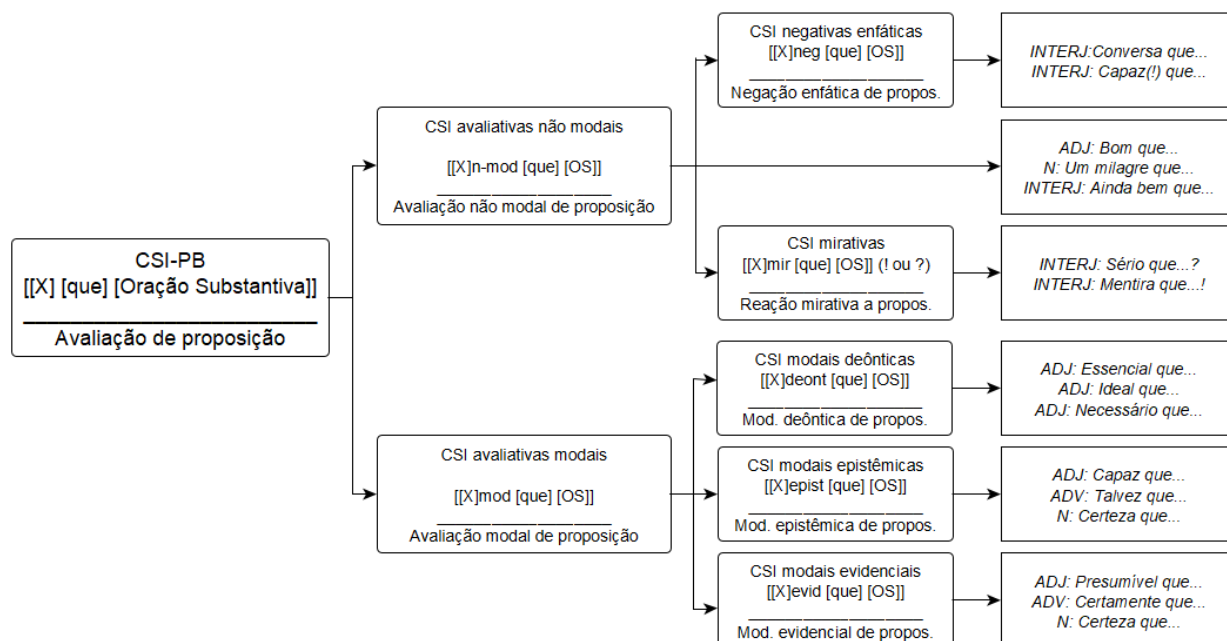 CSI-PB
[[X] [que] [Oração Substantiva]]
Avaliação de proposição
CSI avaliativas não modais
[[X]n-mod [que] [OS]]
Avaliação não modal de proposição
CSI negativas enfáticas
[[X]neg [que] [OS]]
Negação enfática de propos.
INTERJ:Conversa que...
INTERJ: Capaz(!) que...
ADJ: Bom que...
N: Um milagre que...
INTERJ: Ainda bem que...
CSI mirativas
[[X]mir [que] [OS]] (! ou ?)
Reação mirativa a propos.
INTERJ: Sério que...?
INTERJ: Mentira que...!
CSI avaliativas modais
[[X]mod [que] [OS]]
Avaliação modal de proposição
CSI modais deônticas
[[X]deont [que] [OS]]
Mod. deôntica de propos.
ADJ: Essencial que...
ADJ: Ideal que...
ADJ: Necessário que...
CSI modais epistêmicas
[[X]epist [que] [OS]]
Mod. epistêmica de propos.
ADJ: Capaz que...
ADV: Talvez que...
N: Certeza que...
CSI modais evidenciais
[[X]evid [que] [OS]]
Mod. evidencial de propos.
ADJ: Presumível que...
ADV: Certamente que...
N: Certeza que...